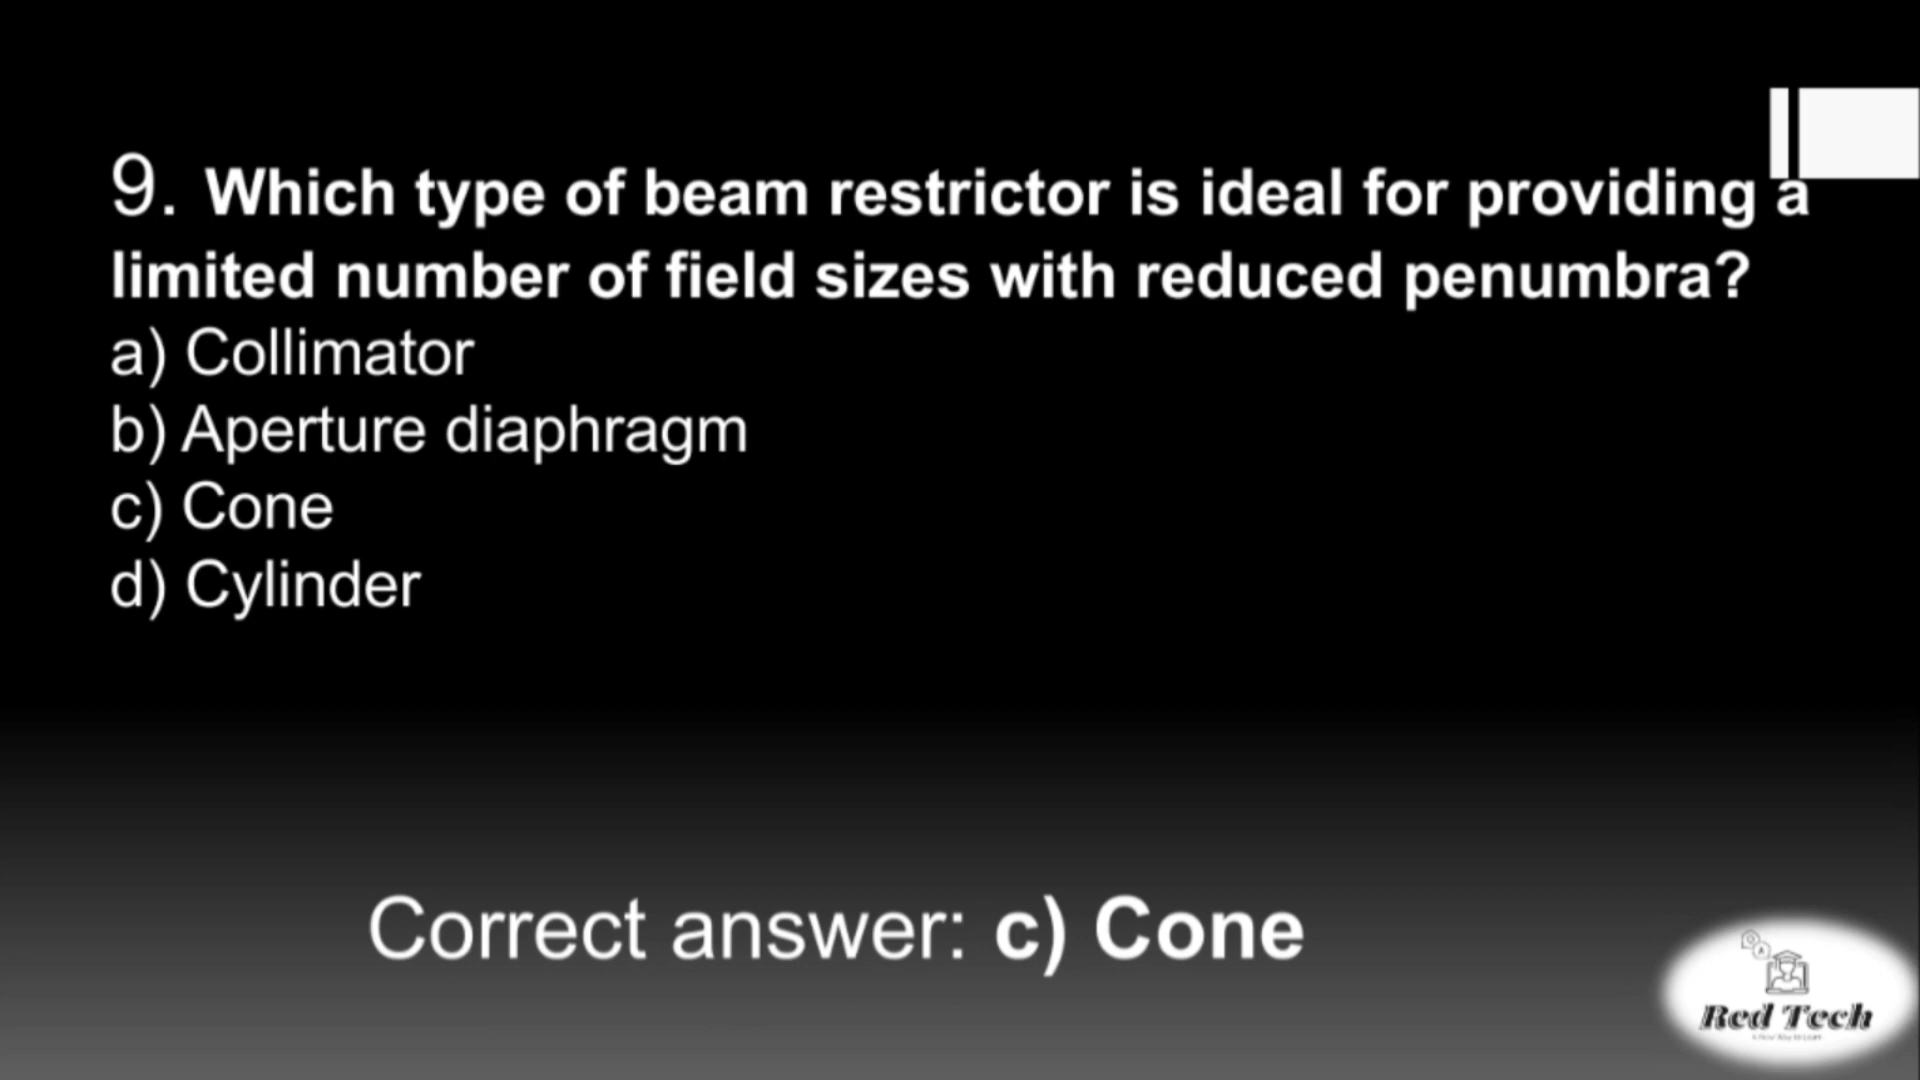 9. Which type of beam restrictor is ideal for providing a
limited number of field sizes with reduced penumbra?
a) Collimator
b) Aperture diaphragm
c) Cone
d) Cylinder
Correct answer: c) Cone
Q
A
Red Tech